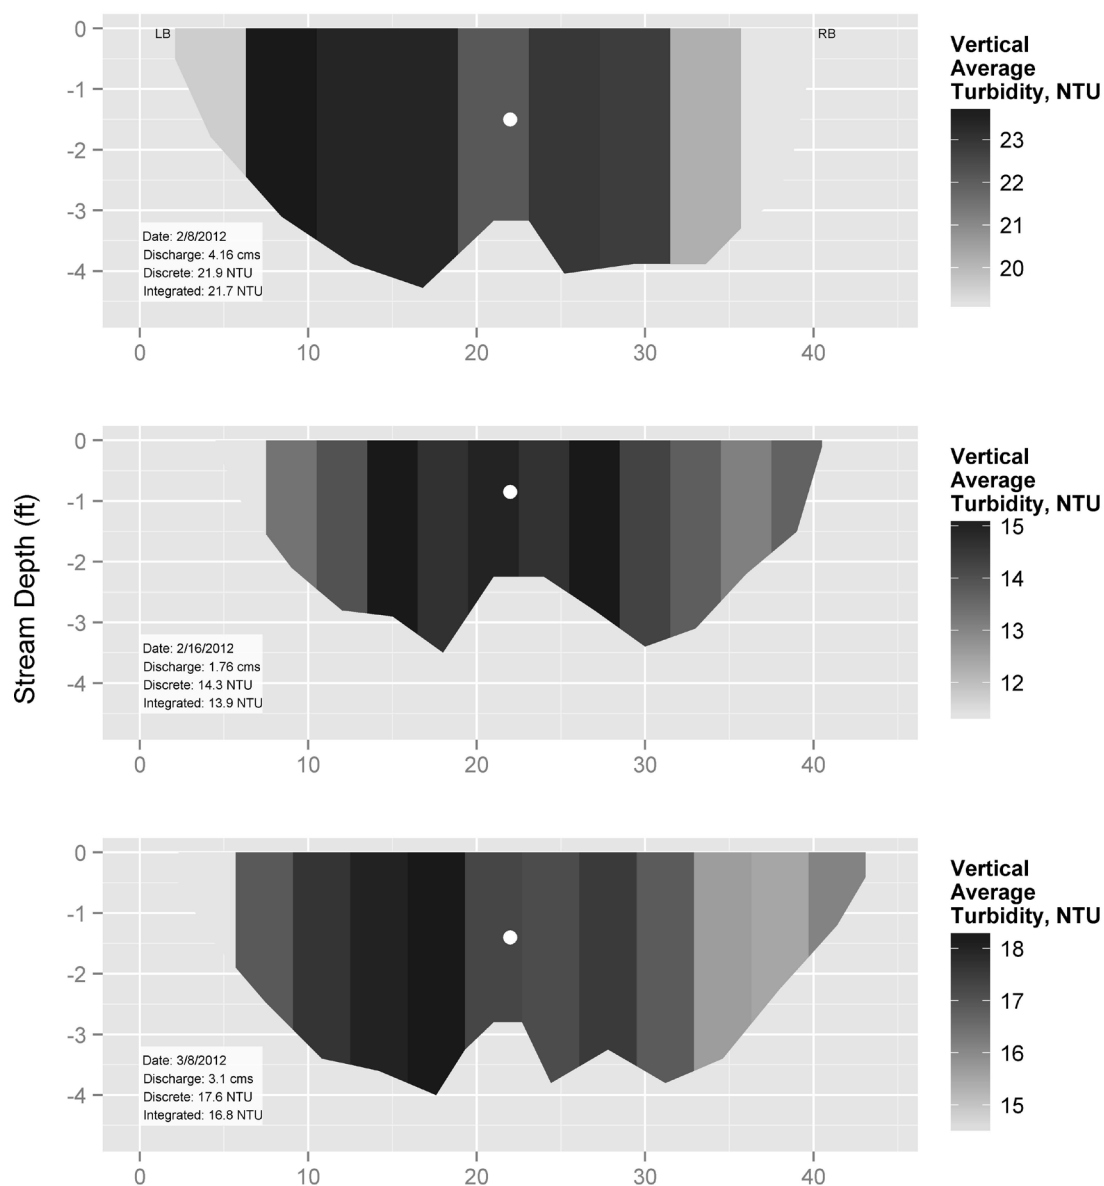 0
LB
RB
-1
-2
-3
-4
Date: 2/8/2012
Discharge: 4.16 cms
Discrete: 21.9 NTU
Integrated: 21.7 NTU
0 10 20 30 40
Vertical
Average
Turbidity, NTU
23
22
21
20
Stream Depth (ft)
0
-1
-2
-3
-4
Date: 2/16/2012
Discharge: 1.76 cms
Discrete: 14.3 NTU
Integrated: 13.9 NTU
0 10 20 30 40
Vertical
Average
Turbidity, NTU
15
14
13
12
0
-1
-2
-3
-4
Date: 3/8/2012
Discharge: 3.1 cms
Discrete: 17.6 NTU
Integrated: 16.8 NTU
0 10 20 30 40
Vertical
Average
Turbidity, NTU
18
17
16
15